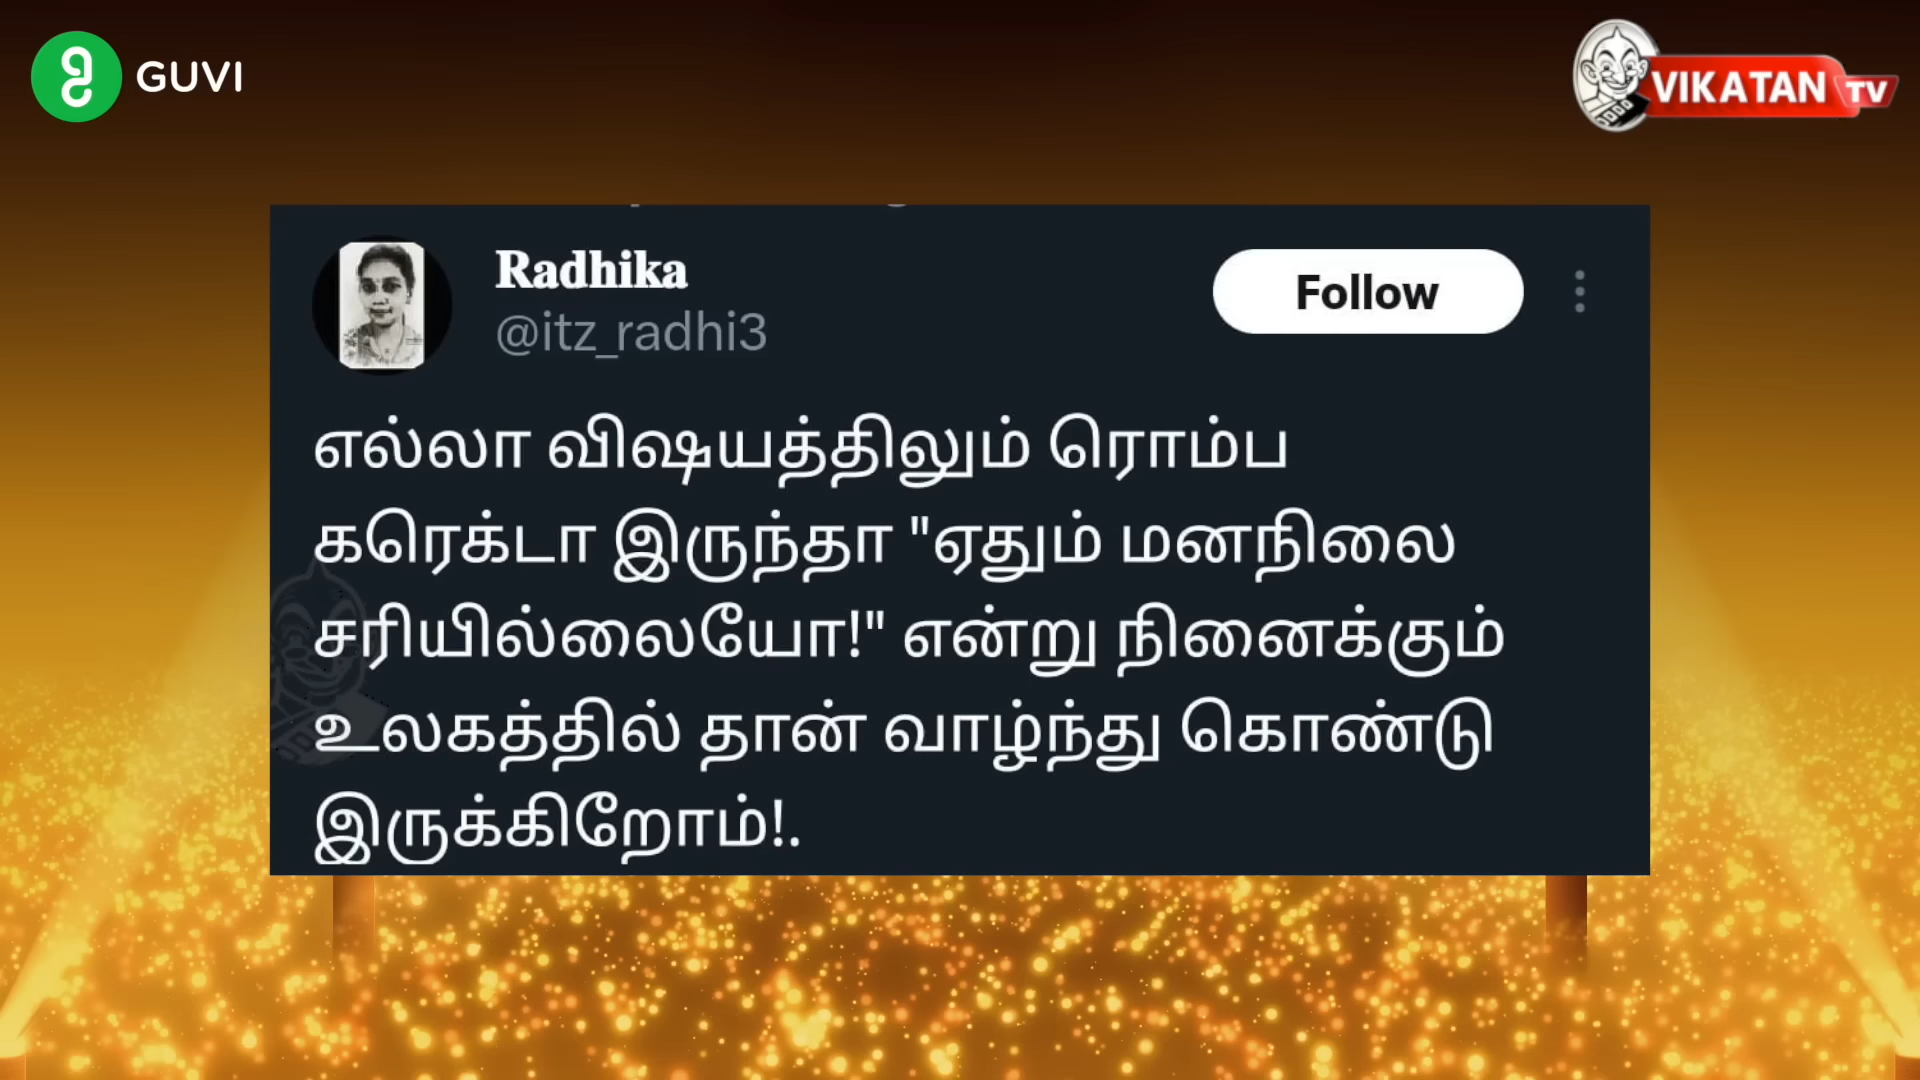 GUVI
VIKATAN TV
Radhika
@itz_radhi3
Follow
எல்லா விஷயத்திலும் ரொம்ப
கரெக்டா இருந்தா "ஏதும் மனநிலை
சரியில்லையோ!" என்று நினைக்கும்
உலகத்தில் தான் வாழ்ந்து கொண்டு
இருக்கிறோம்!.